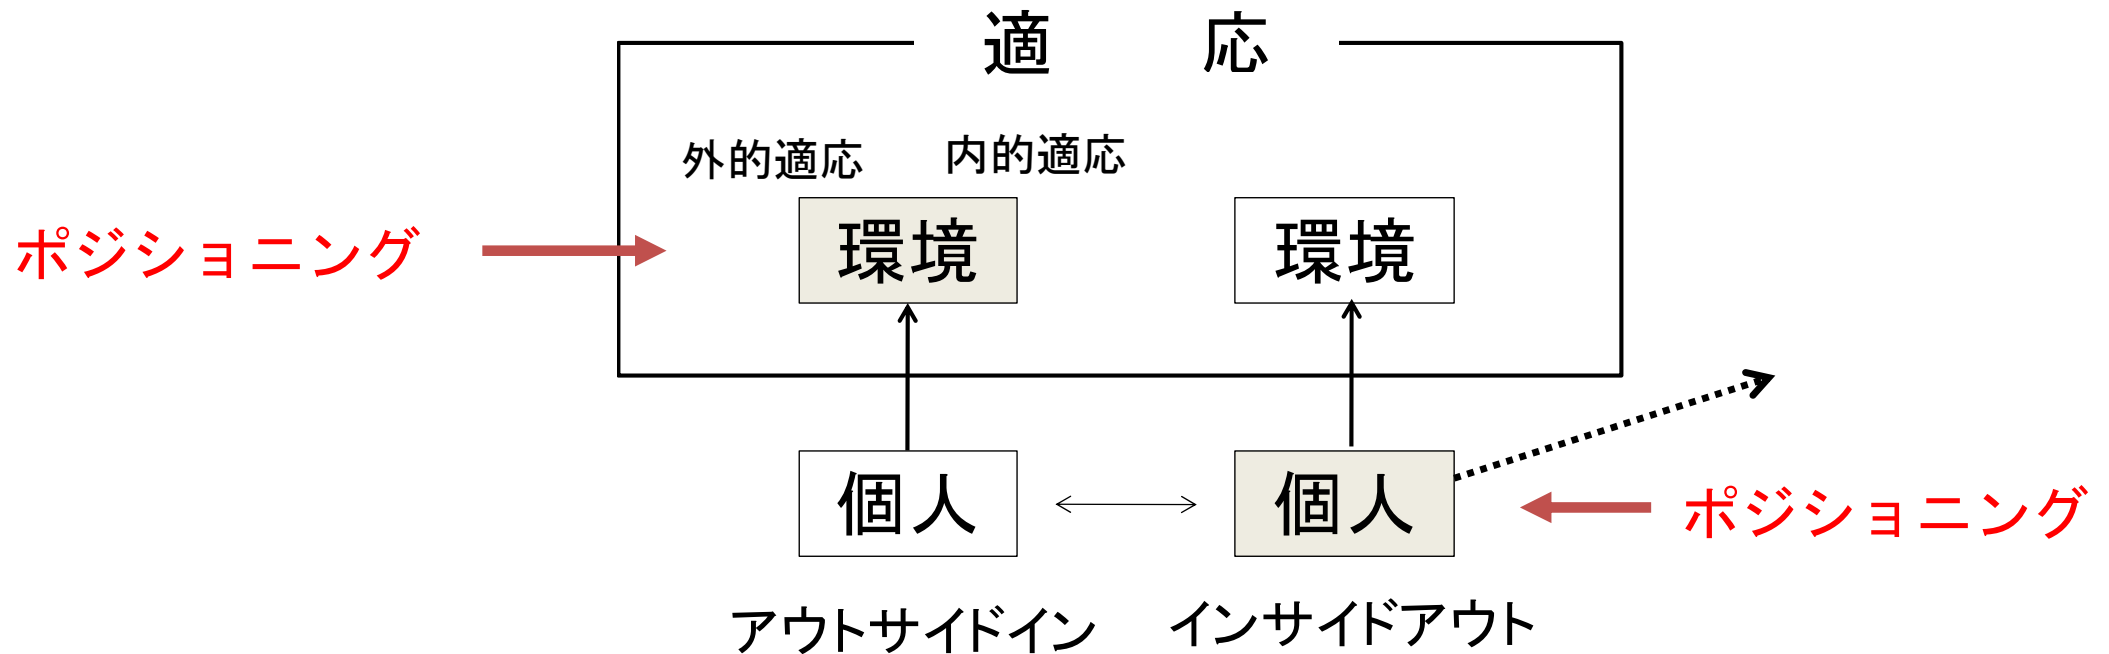 適　応
外的適応　内的適応
ポジショニング　環境　環境
個人　個人　ポジショニング
アウトサイドイン　インサイドアウト